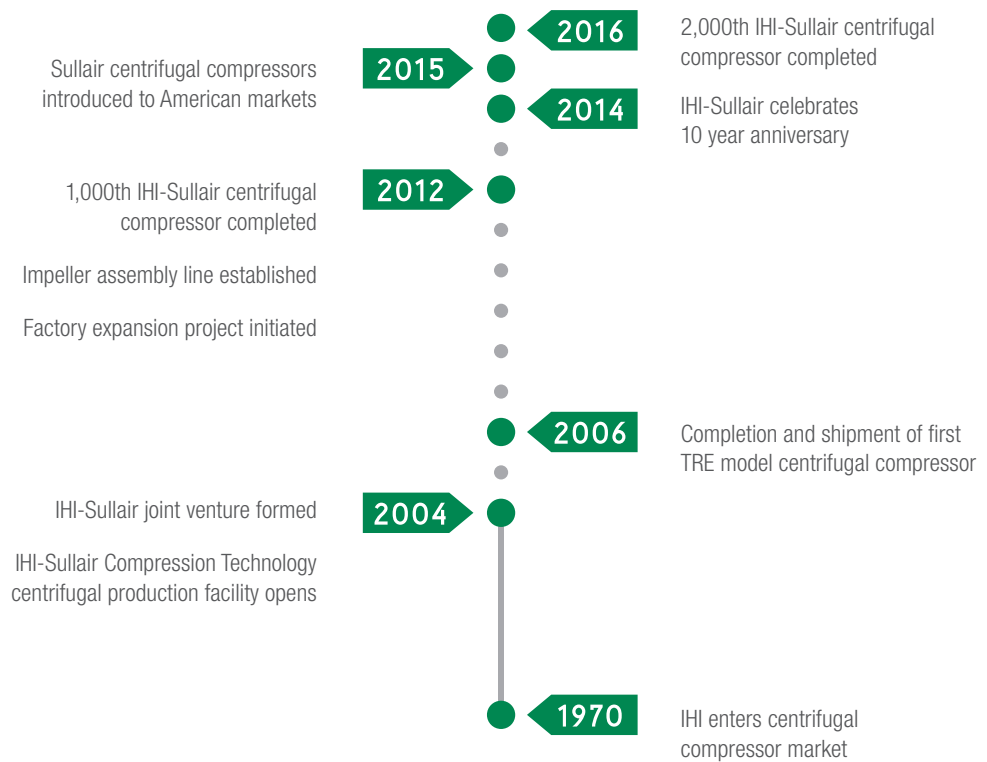 2016
2,000th IHI-Sullair centrifugal
compressor completed
2015
Sullair centrifugal compressors
introduced to American markets
2014
IHI-Sullair celebrates
10 year anniversary
2012
1,000th IHI-Sullair centrifugal
compressor completed
Impeller assembly line established
Factory expansion project initiated
2006
Completion and shipment of first
TRE model centrifugal compressor
2004
IHI-Sullair joint venture formed
IHI-Sullair Compression Technology
centrifugal production facility opens
1970
IHI enters centrifugal
compressor market